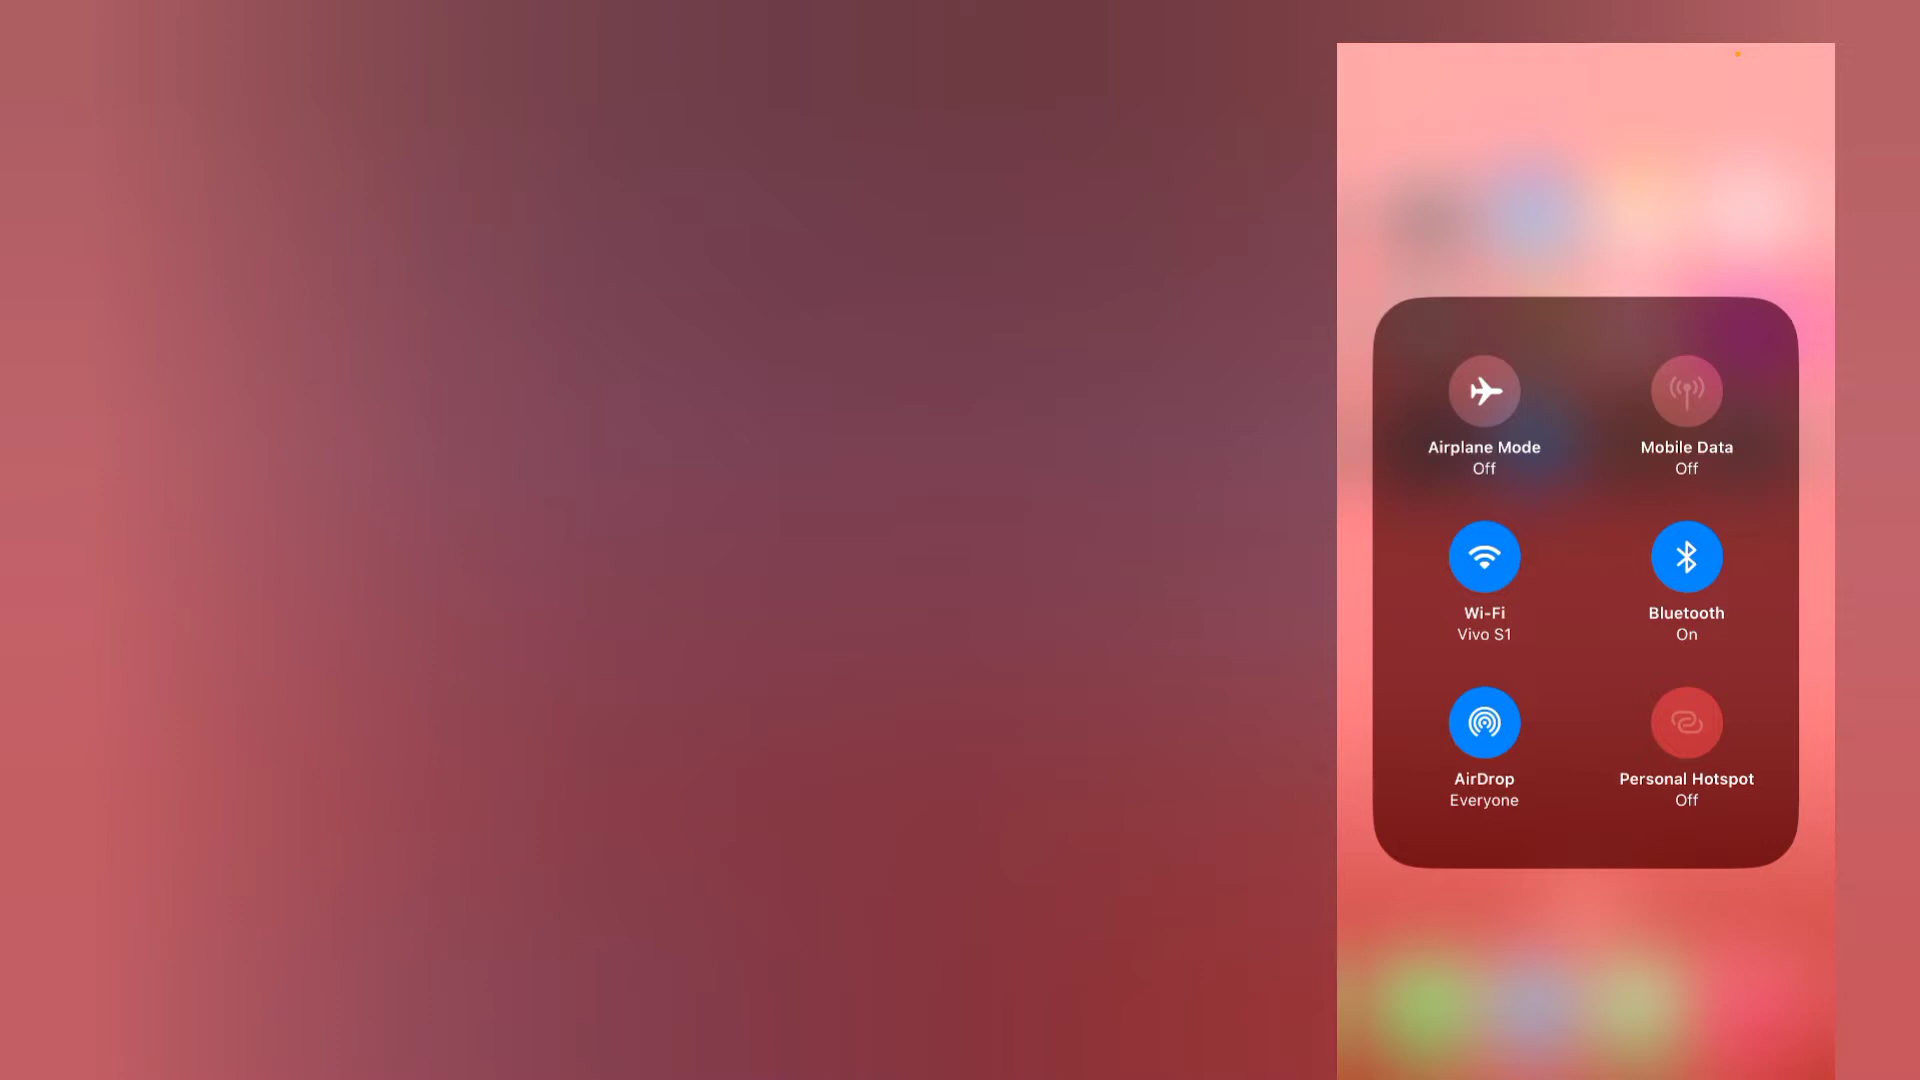 Airplane Mode
Off
Mobile Data
Off
Wi-Fi
Vivo S1
Bluetooth
On
AirDrop
Everyone
Personal Hotspot
Off